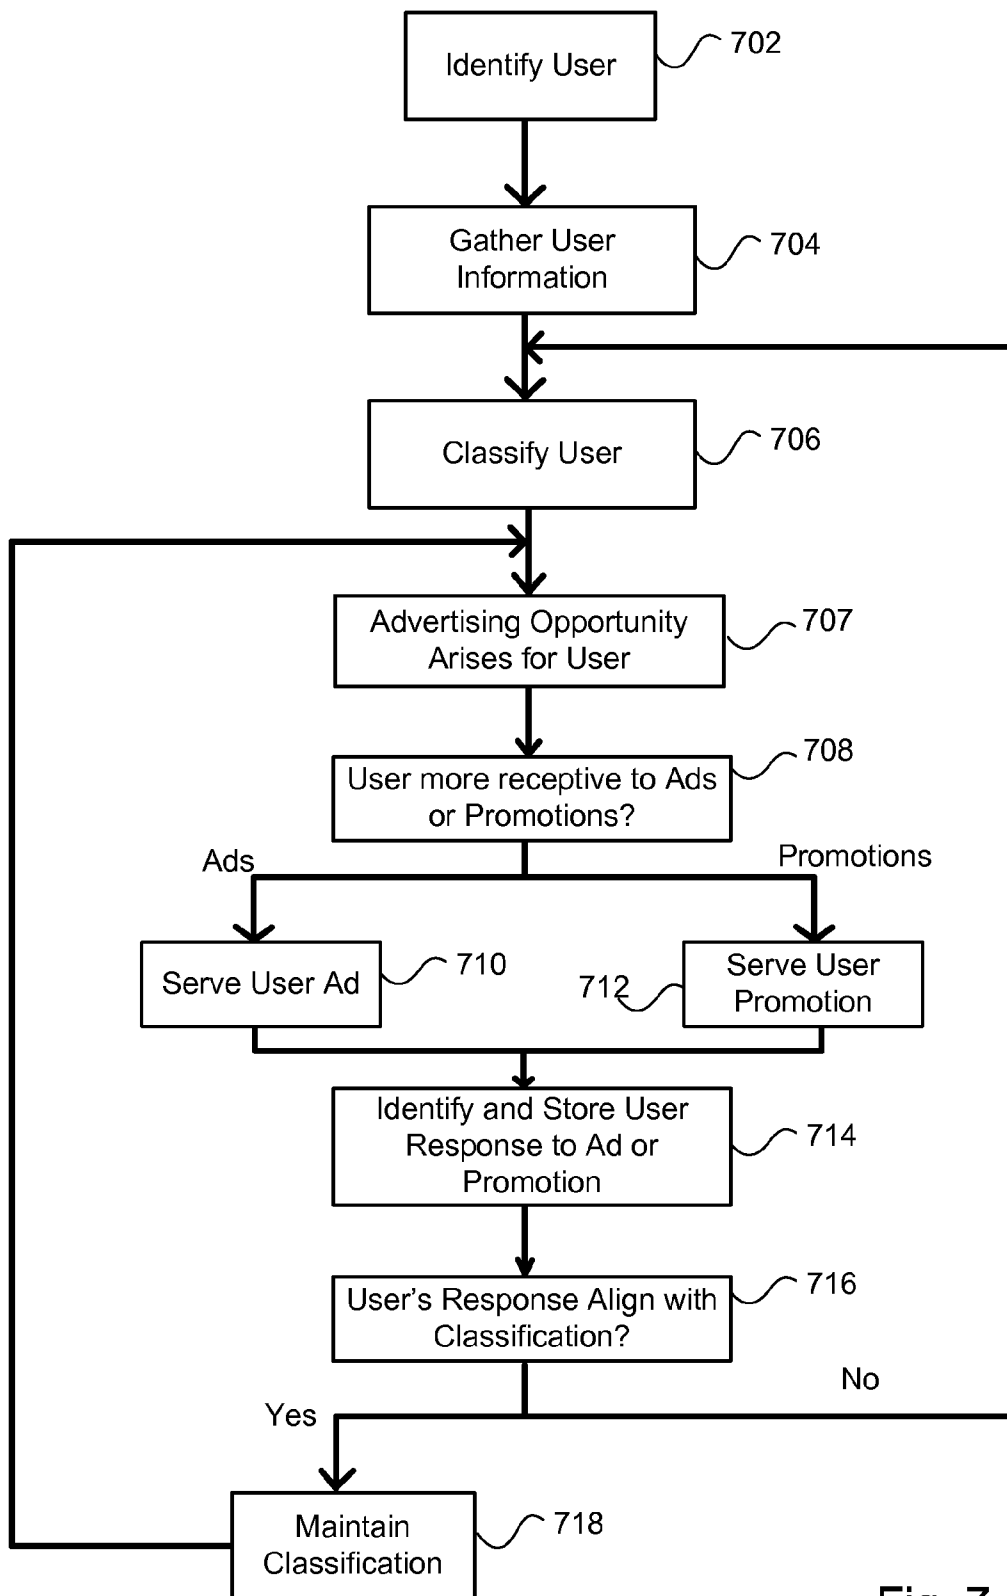 Identify User
702
Gather User
Information
704
Classify User
706
Advertising Opportunity
Arises for User
707
User more receptive to Ads
or Promotions?
708
Ads
Promotions
Serve User Ad
710
712
Serve User
Promotion
Identify and Store User
Response to Ad or
Promotion
714
User's Response Align with
Classification?
716
No
Yes
Maintain
Classification
718
Fig. 7